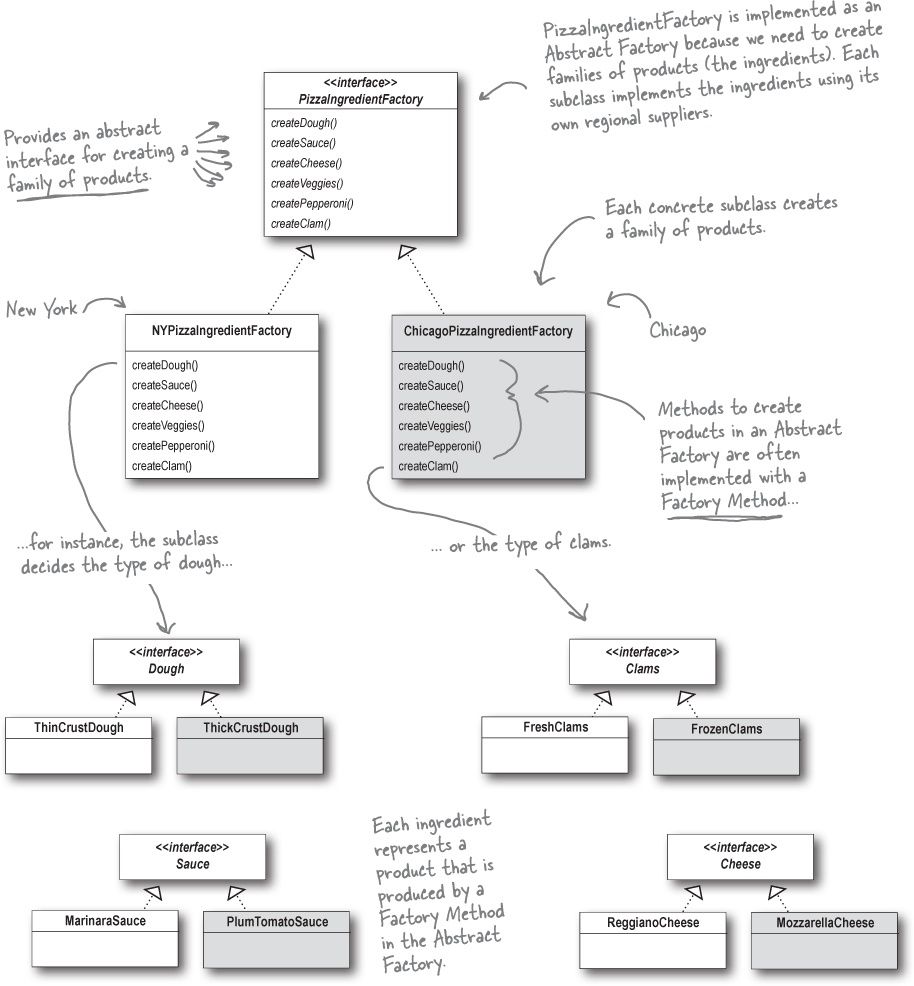 PizzaIngredientFactory is implemented as an
Abstract Factory because we need to create
families of products (the ingredients). Each
subclass implements the ingredients using its
own regional suppliers.
<<interface>>
PizzaIngredientFactory
createDough()
createSauce()
createCheese()
createVeggies()
createPepperoni()
createClam()
Provides an abstract
interface for creating a
family of products.
Each concrete subclass creates
a family of products.
New York
Chicago
NYPizzaIngredientFactory
createDough()
createSauce()
createCheese()
createVeggies()
createPepperoni()
createClam()
ChicagoPizzaIngredientFactory
createDough()
createSauce()
createCheese()
createVeggies()
createPepperoni()
createClam()
Methods to create
products in an Abstract
Factory are often
implemented with a
Factory Method...
...for instance, the subclass
decides the type of dough...
... or the type of clams.
<<interface>>
Dough
ThinCrustDough
ThickCrustDough
<<interface>>
Clams
FreshClams
FrozenClams
<<interface>>
Sauce
MarinaraSauce
PlumTomatoSauce
Each ingredient
represents a
product that is
produced by a
Factory Method
in the Abstract
Factory.
<<interface>>
Cheese
ReggianoCheese
MozzarellaCheese